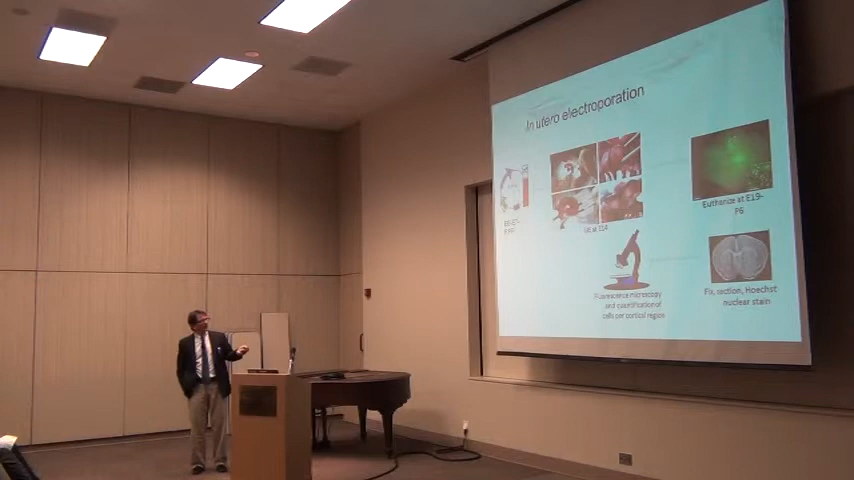 In utero electroporation
IUE at E14
Euthanize at E19-
P6
Fluorescence microscopy
and quantification of
cells per cortical region
Fix, section, Hoechst
nuclear stain